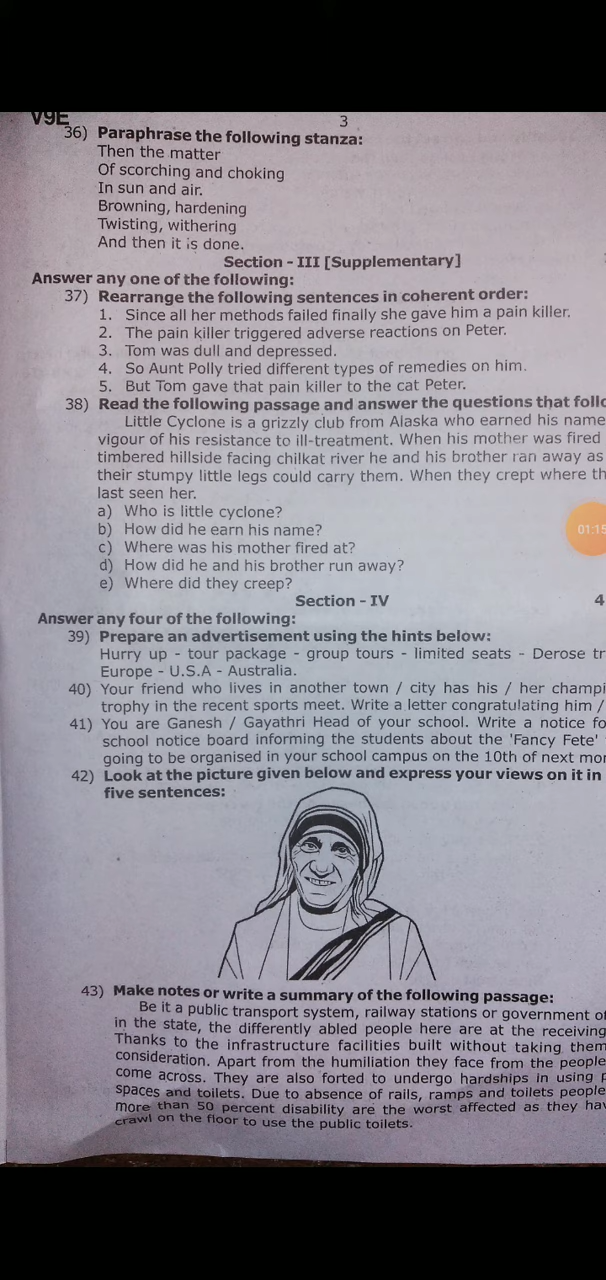 V9E
3
36) Paraphrase the following stanza:
Then the matter
Of scorching and choking
In sun and air.
Browning, hardening
Twisting, withering
And then it is done.
Section - III [Supplementary]
Answer any one of the following:
37) Rearrange the following sentences in coherent order:
1. Since all her methods failed finally she gave him a pain killer.
2. The pain killer triggered adverse reactions on Peter.
3. Tom was dull and depressed.
4. So Aunt Polly tried different types of remedies on him.
5. But Tom gave that pain killer to the cat Peter.
38) Read the following passage and answer the questions that follo
Little Cyclone is a grizzly club from Alaska who earned his name
vigour of his resistance to ill-treatment. When his mother was fired
timbered hillside facing chilkat river he and his brother ran away as
their stumpy little legs could carry them. When they crept where th
last seen her.
a) Who is little cyclone?
b) How did he earn his name?
c) Where was his mother fired at?
d) How did he and his brother run away?
e) Where did they creep?
01:15
Section - IV
4
Answer any four of the following:
39) Prepare an advertisement using the hints below:
Hurry up - tour package - group tours - limited seats - Derose tr
Europe - U.S.A - Australia.
40) Your friend who lives in another town / city has his / her champi
trophy in the recent sports meet. Write a letter congratulating him /
41) You are Ganesh / Gayathri Head of your school. Write a notice fo
school notice board informing the students about the 'Fancy Fete'
going to be organised in your school campus on the 10th of next mor
42) Look at the picture given below and express your views on it in
five sentences:
43) Make notes or write a summary of the following passage:
Be it a public transport system, railway stations or government of
in the state, the differently abled people here are at the receiving
Thanks to the infrastructure facilities built without taking them
consideration. Apart from the humiliation they face from the people
come across. They are also forted to undergo hardships in using p
spaces and toilets. Due to absence of rails, ramps and toilets people
more than 50 percent disability are the worst affected as they hav
crawl on the floor to use the public toilets.